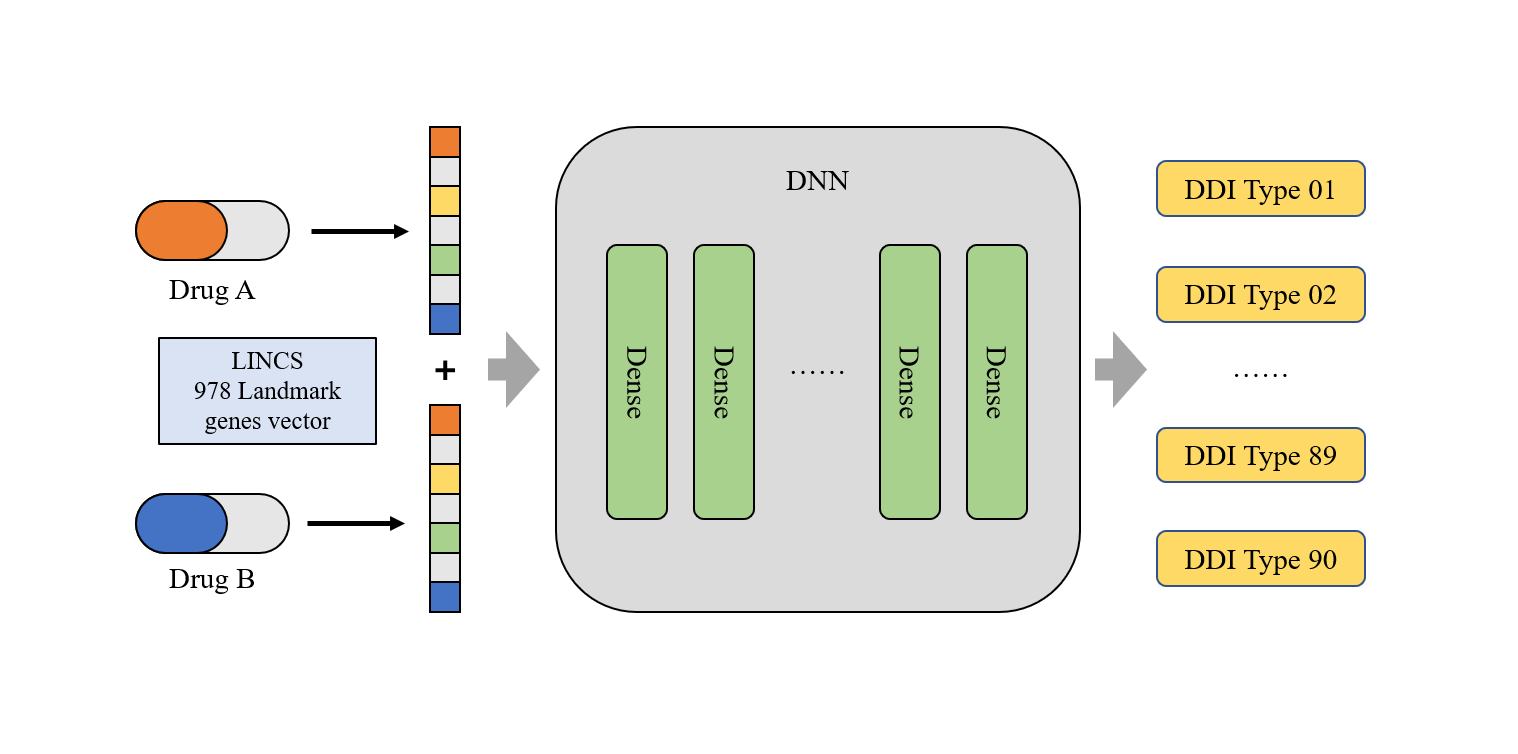 Drug A
LINCS
978 Landmark
genes vector
Drug B
+
DNN
Dense
Dense
......
Dense
Dense
DDI Type 01
DDI Type 02
......
DDI Type 89
DDI Type 90